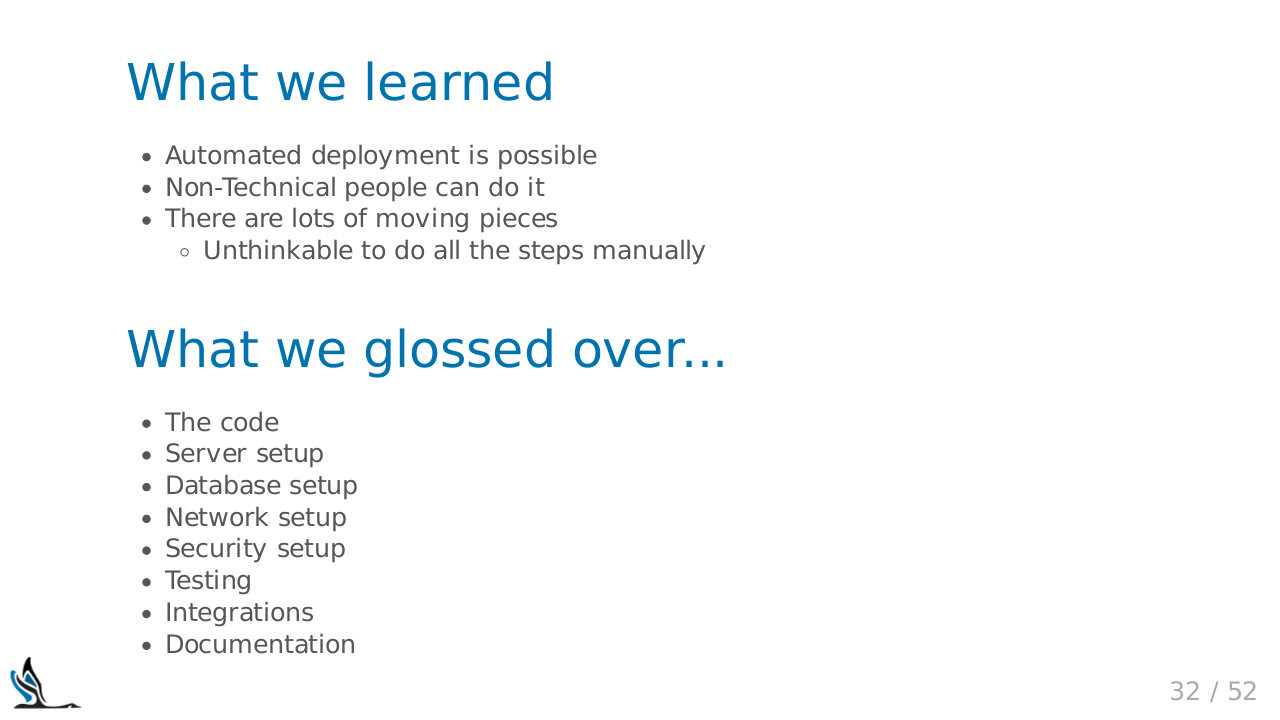 What we learned
Automated deployment is possible
Non-Technical people can do it
There are lots of moving pieces
Unthinkable to do all the steps manually
What we glossed over...
The code
Server setup
Database setup
Network setup
Security setup
Testing
Integrations
Documentation
32 / 52